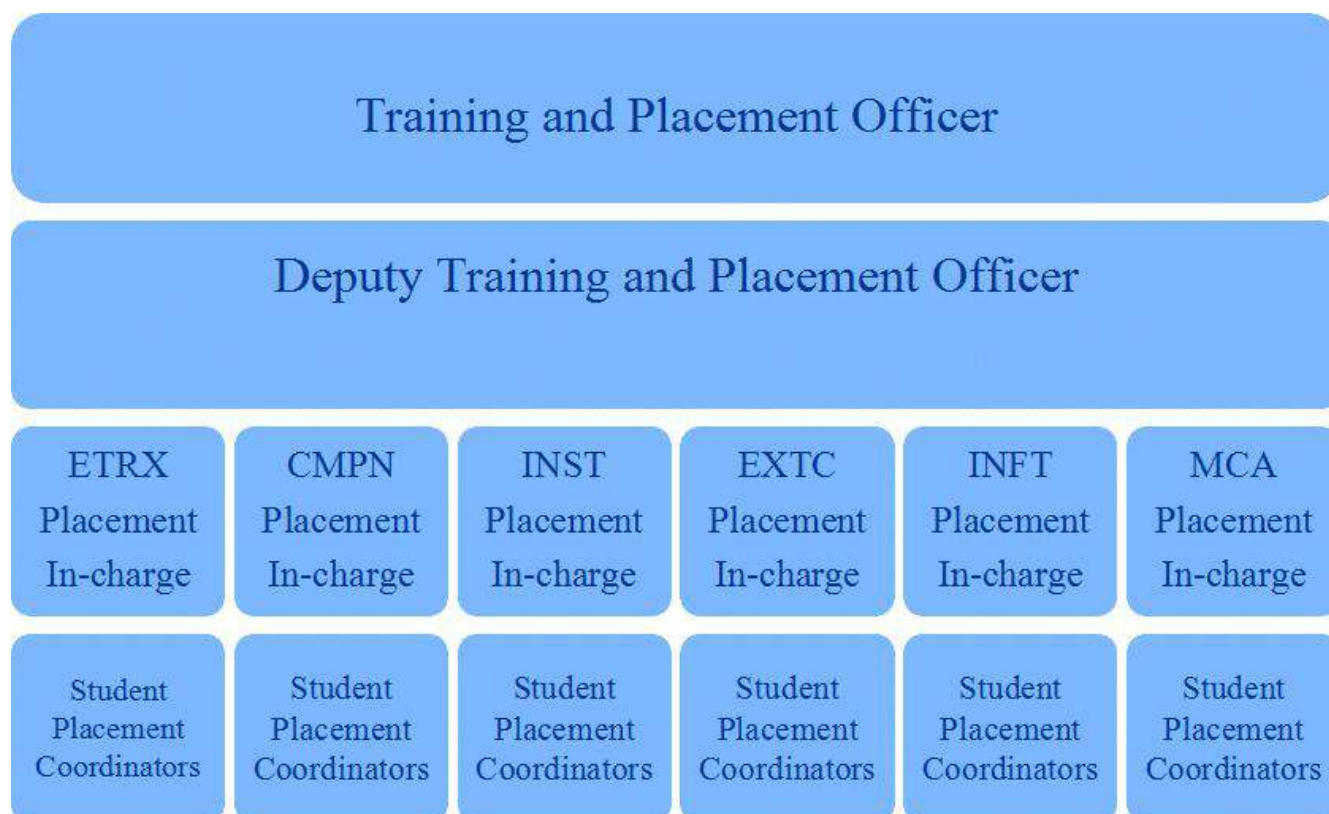 Training and Placement Officer
Deputy Training and Placement Officer
ETRX
Placement
In-charge
CMPN
Placement
In-charge
INST
Placement
In-charge
EXTC
Placement
In-charge
INFT
Placement
In-charge
MCA
Placement
In-charge
Student
Placement
Coordinators
Student
Placement
Coordinators
Student
Placement
Coordinators
Student
Placement
Coordinators
Student
Placement
Coordinators
Student
Placement
Coordinators